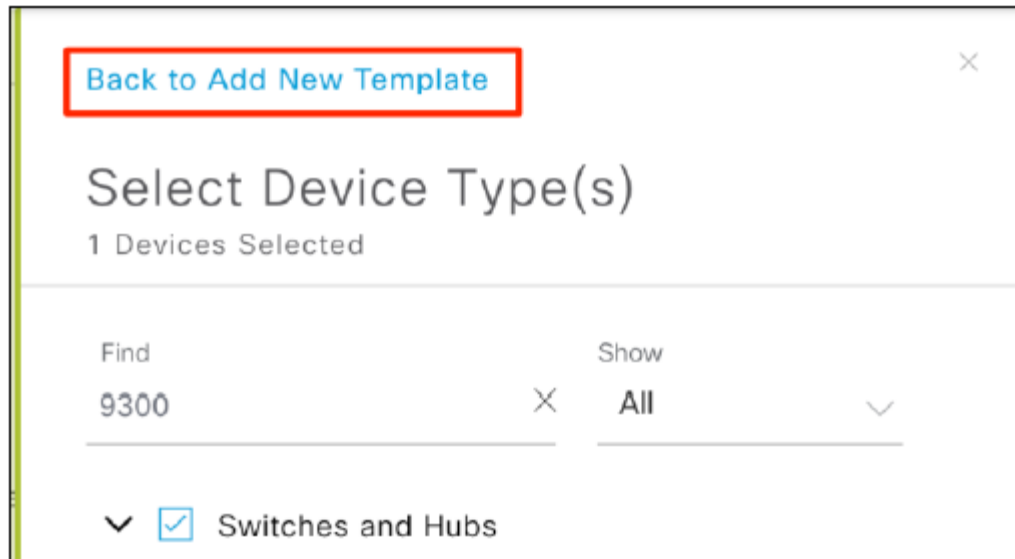 Back to Add New Template
Select Device Type(s)
1 Devices Selected
Find
Show
9300
All
Switches and Hubs